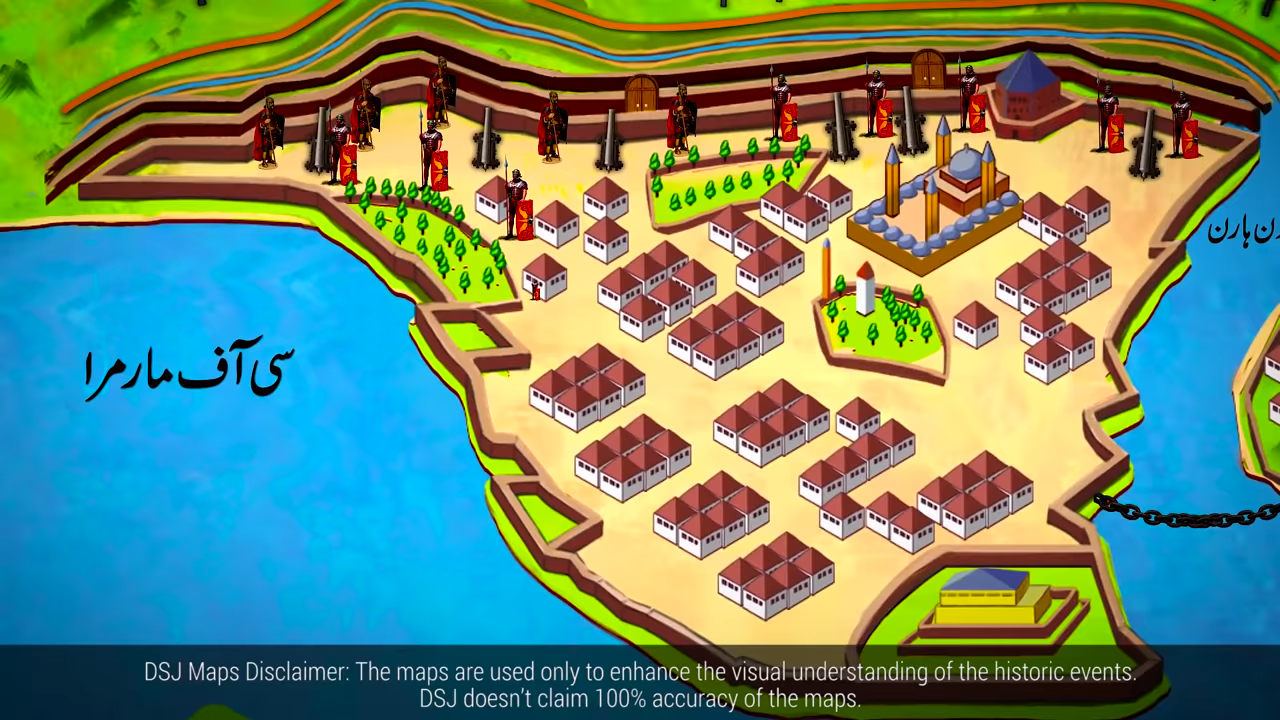 ہارن
سی آف مارمرا
DSJ Maps Disclaimer: The maps are used only to enhance the visual understanding of the historic events.
DSJ doesn't claim 100% accuracy of the maps.